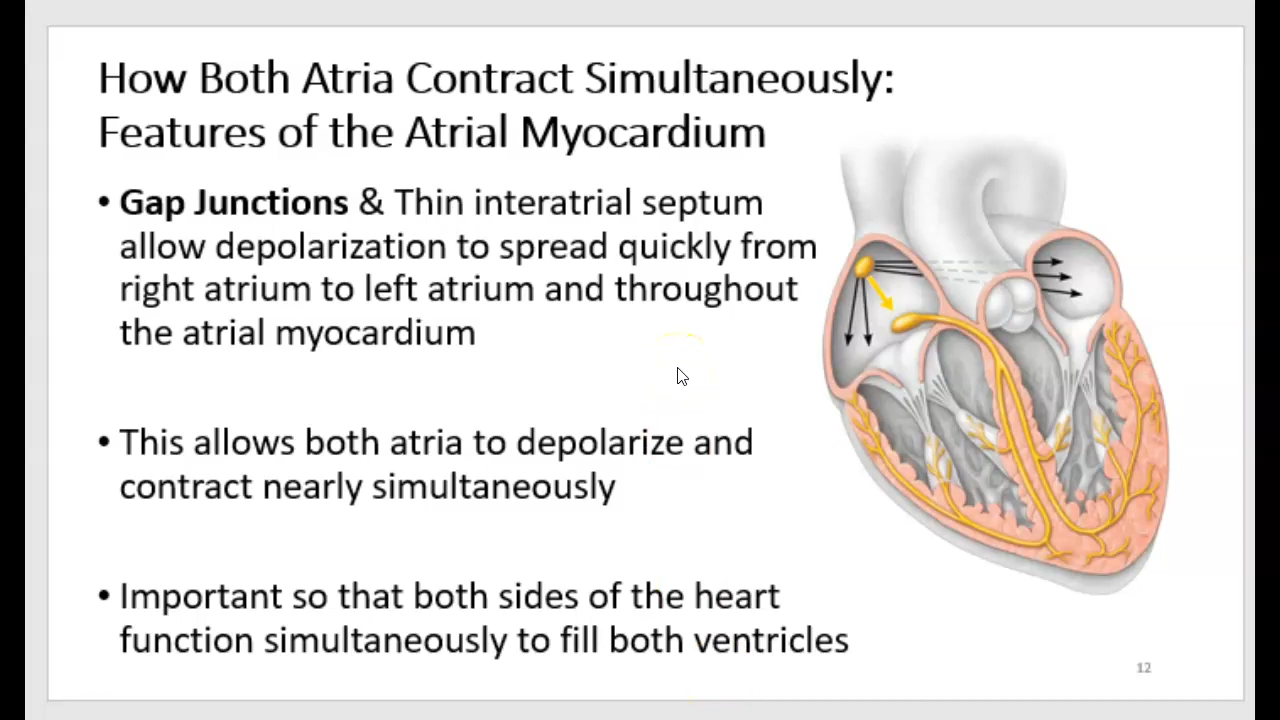 How Both Atria Contract Simultaneously:
Features of the Atrial Myocardium
• Gap Junctions & Thin interatrial septum
allow depolarization to spread quickly from
right atrium to left atrium and throughout
the atrial myocardium
• This allows both atria to depolarize and
contract nearly simultaneously
• Important so that both sides of the heart
function simultaneously to fill both ventricles
12